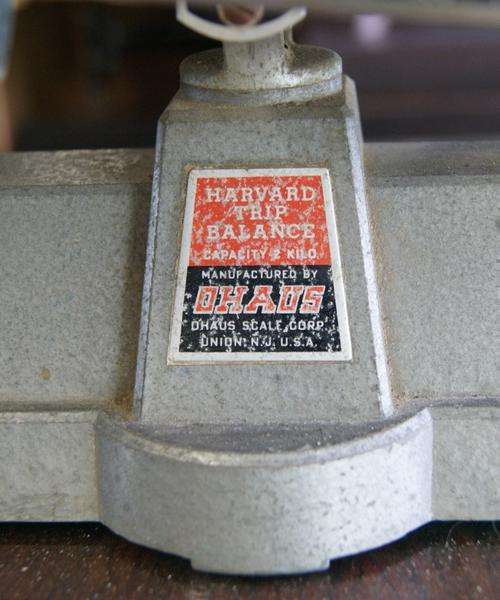 HARVARD
TRIP
BALANCE
CAPACITY 2 KILO.
MANUFACTURED BY
OHAUS
OHAUS SCALE CORP.
UNION, N.J. U.S.A.